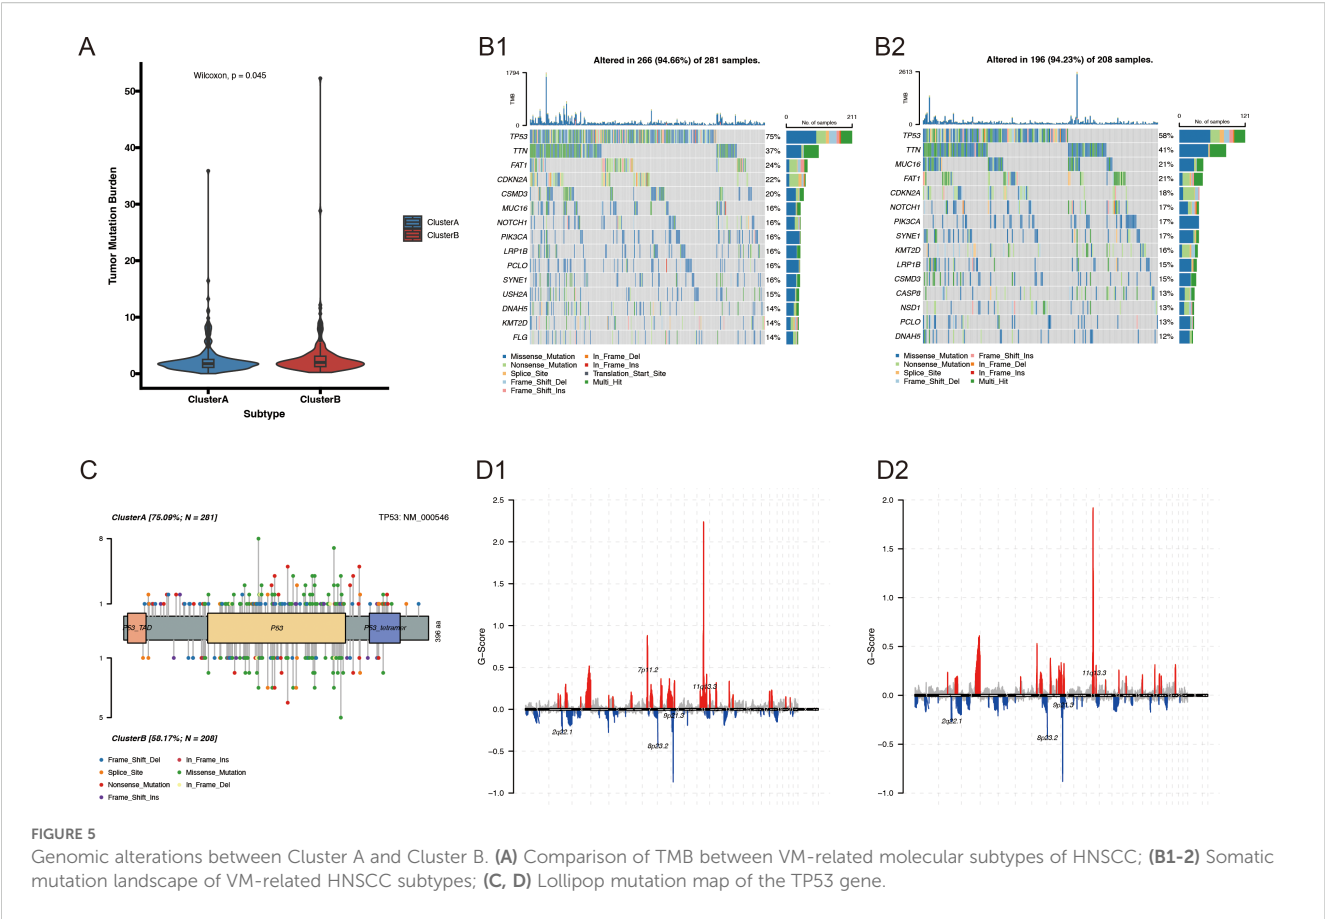 A
Wilcoxon, p = 0.045
Tumor Mutation Burden
50
40
30
20
10
0
ClusterA
ClusterB
Subtype
ClusterA
ClusterB
B1
Altered in 266 (94.66%) of 281 samples.
1794
TMB
0
0
211
No. of samples
TP53 75%
TTN 37%
FAT1 24%
CDKN2A 22%
CSMD3 20%
MUC16 16%
NOTCH1 16%
PIK3CA 16%
LRP1B 16%
PCLO 16%
SYNE1 16%
USH2A 15%
DNAH5 14%
KMT2D 14%
FLG 14%
Missense_Mutation In_Frame_Del
Nonsense_Mutation In_Frame_Ins
Splice_Site Translation_Start_Site
Frame_Shift_Del Multi_Hit
Frame_Shift_Ins
B2
Altered in 196 (94.23%) of 208 samples.
2613
TMB
0
0
121
No. of samples
TP53 58%
TTN 41%
MUC16 21%
FAT1 21%
CDKN2A 18%
NOTCH1 17%
PIK3CA 17%
SYNE1 17%
KMT2D 16%
LRP1B 15%
CSMD3 15%
CASP8 13%
NSD1 13%
PCLO 13%
DNAH5 12%
Missense_Mutation Frame_Shift_Ins
Nonsense_Mutation In_Frame_Del
Splice_Site In_Frame_Ins
Frame_Shift_Del Multi_Hit
C
ClusterA [75.09%; N = 281]
TP53: NM_000546
8
1
P53_TAD
P53
P53_tetramer
396 aa
1
5
ClusterB [58.17%; N = 208]
Frame_Shift_Del In_Frame_Ins
Splice_Site Missense_Mutation
Nonsense_Mutation In_Frame_Del
Frame_Shift_Ins
D1
G-Score
2.5
2.0
1.5
1.0
0.5
0.0
−0.5
−1.0
7p11.2
11q13.3
9p21.3
2q22.1
8p23.2
D2
G-Score
2.0
1.5
1.0
0.5
0.0
−0.5
−1.0
11q13.3
9p21.3
2q22.1
8p23.2
FIGURE 5
Genomic alterations between Cluster A and Cluster B. (A) Comparison of TMB between VM-related molecular subtypes of HNSCC; (B1-2) Somatic
mutation landscape of VM-related HNSCC subtypes; (C, D) Lollipop mutation map of the TP53 gene.